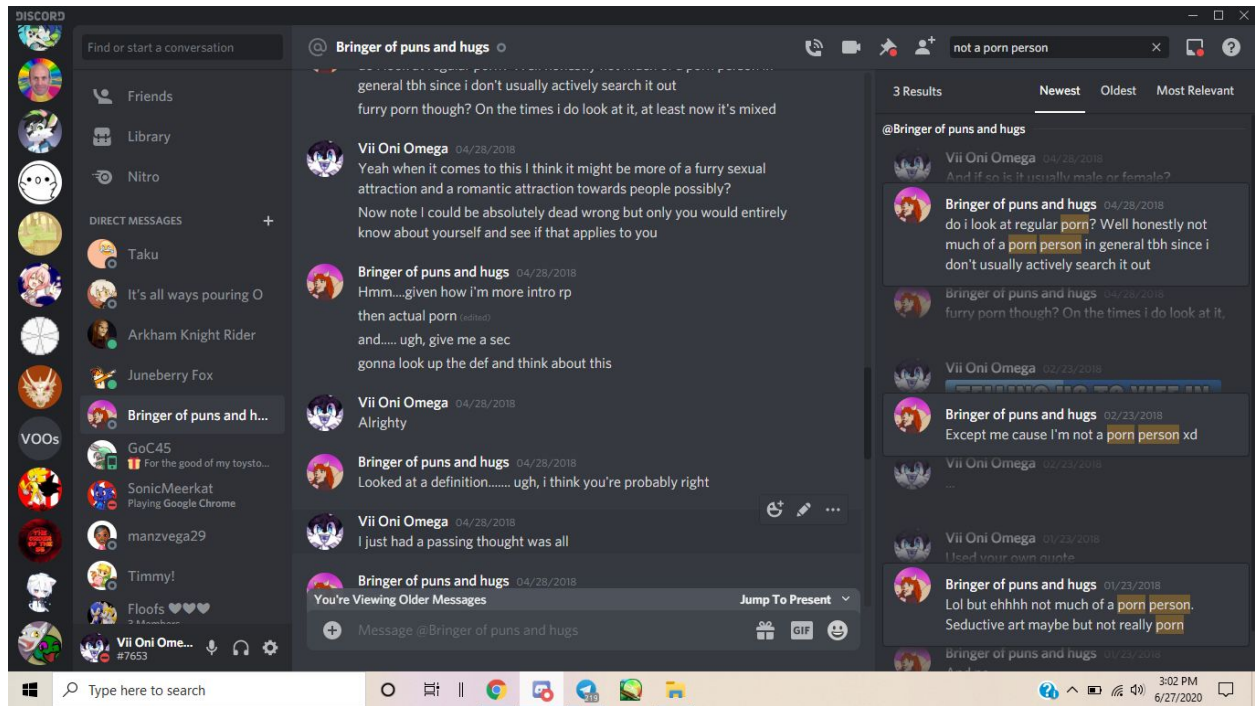 DISCORD
Find or start a conversation
Friends
Library
Nitro
DIRECT MESSAGES
Taku
It's all ways pouring O
Arkham Knight Rider
Juneberry Fox
Bringer of puns and h...
GoC45
For the good of my toysto...
SonicMeerkat
Playing Google Chrome
manzvega29
Timmy!
Floofs ♥♥♥
3 Members
VOOs
Vii Oni Ome...
#7653
@ Bringer of puns and hugs
general tbh since i don't usually actively search it out
furry porn though? On the times i do look at it, at least now it's mixed
Vii Oni Omega 04/28/2018
Yeah when it comes to this I think it might be more of a furry sexual
attraction and a romantic attraction towards people possibly?
Now note I could be absolutely dead wrong but only you would entirely
know about yourself and see if that applies to you
Bringer of puns and hugs 04/28/2018
Hmm....given how i'm more intro rp
then actual porn (edited)
and..... ugh, give me a sec
gonna look up the def and think about this
Vii Oni Omega 04/28/2018
Alrighty
Bringer of puns and hugs 04/28/2018
Looked at a definition....... ugh, i think you're probably right
Vii Oni Omega 04/28/2018
I just had a passing thought was all
Bringer of puns and hugs 04/28/2018
You're Viewing Older Messages
Jump To Present
Message @Bringer of puns and hugs
GIF
not a porn person
3 Results
Newest
Oldest
Most Relevant
@Bringer of puns and hugs
Vii Oni Omega 04/28/2018
And if so is it usually male or female?
Bringer of puns and hugs 04/28/2018
do i look at regular porn? Well honestly not
much of a porn person in general tbh since i
don't usually actively search it out
Bringer of puns and hugs 04/28/2018
furry porn though? On the times i do look at it,
Vii Oni Omega 02/23/2018
Bringer of puns and hugs 02/23/2018
Except me cause I'm not a porn person xd
Vii Oni Omega 02/23/2018
...
Vii Oni Omega 01/23/2018
Used your own quote
Bringer of puns and hugs 01/23/2018
Lol but ehhhh not much of a porn person.
Seductive art maybe but not really porn
Bringer of puns and hugs 01/23/2018
Type here to search
219
3:02 PM
6/27/2020